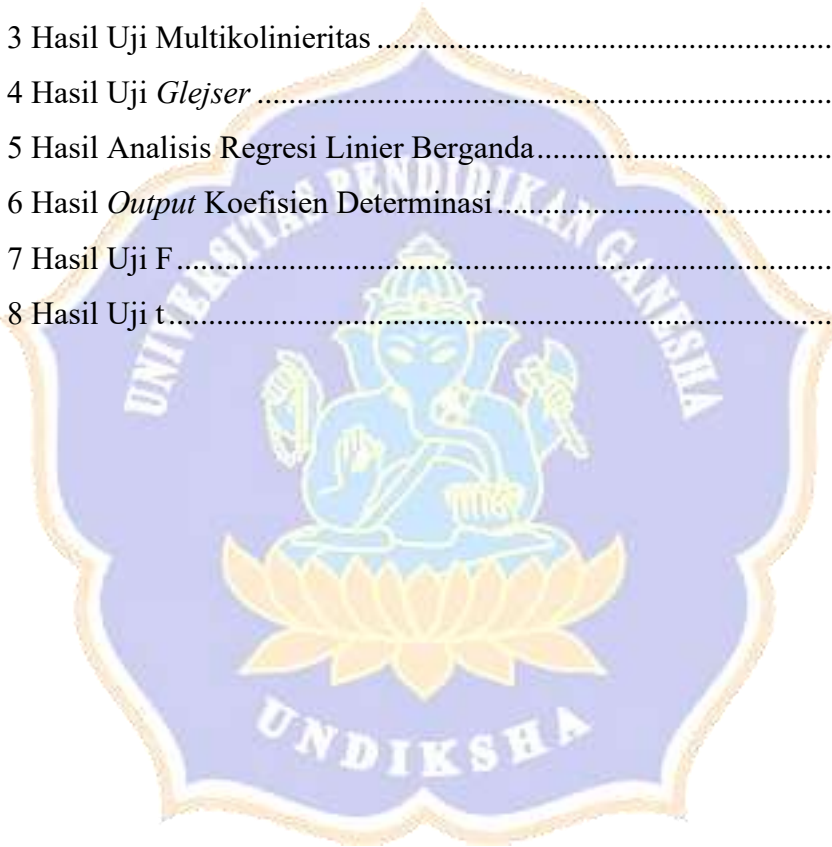 3 Hasil Uji Multikolinieritas ........................................................
4 Hasil Uji Glejser .......................................................................
5 Hasil Analisis Regresi Linier Berganda.....................................
6 Hasil Output Koefisien Determinasi ..........................................
7 Hasil Uji F..................................................................................
8 Hasil Uji t...................................................................................
UNIVERSITAS PENDIDIKAN GANESHA
UNDIKSHA